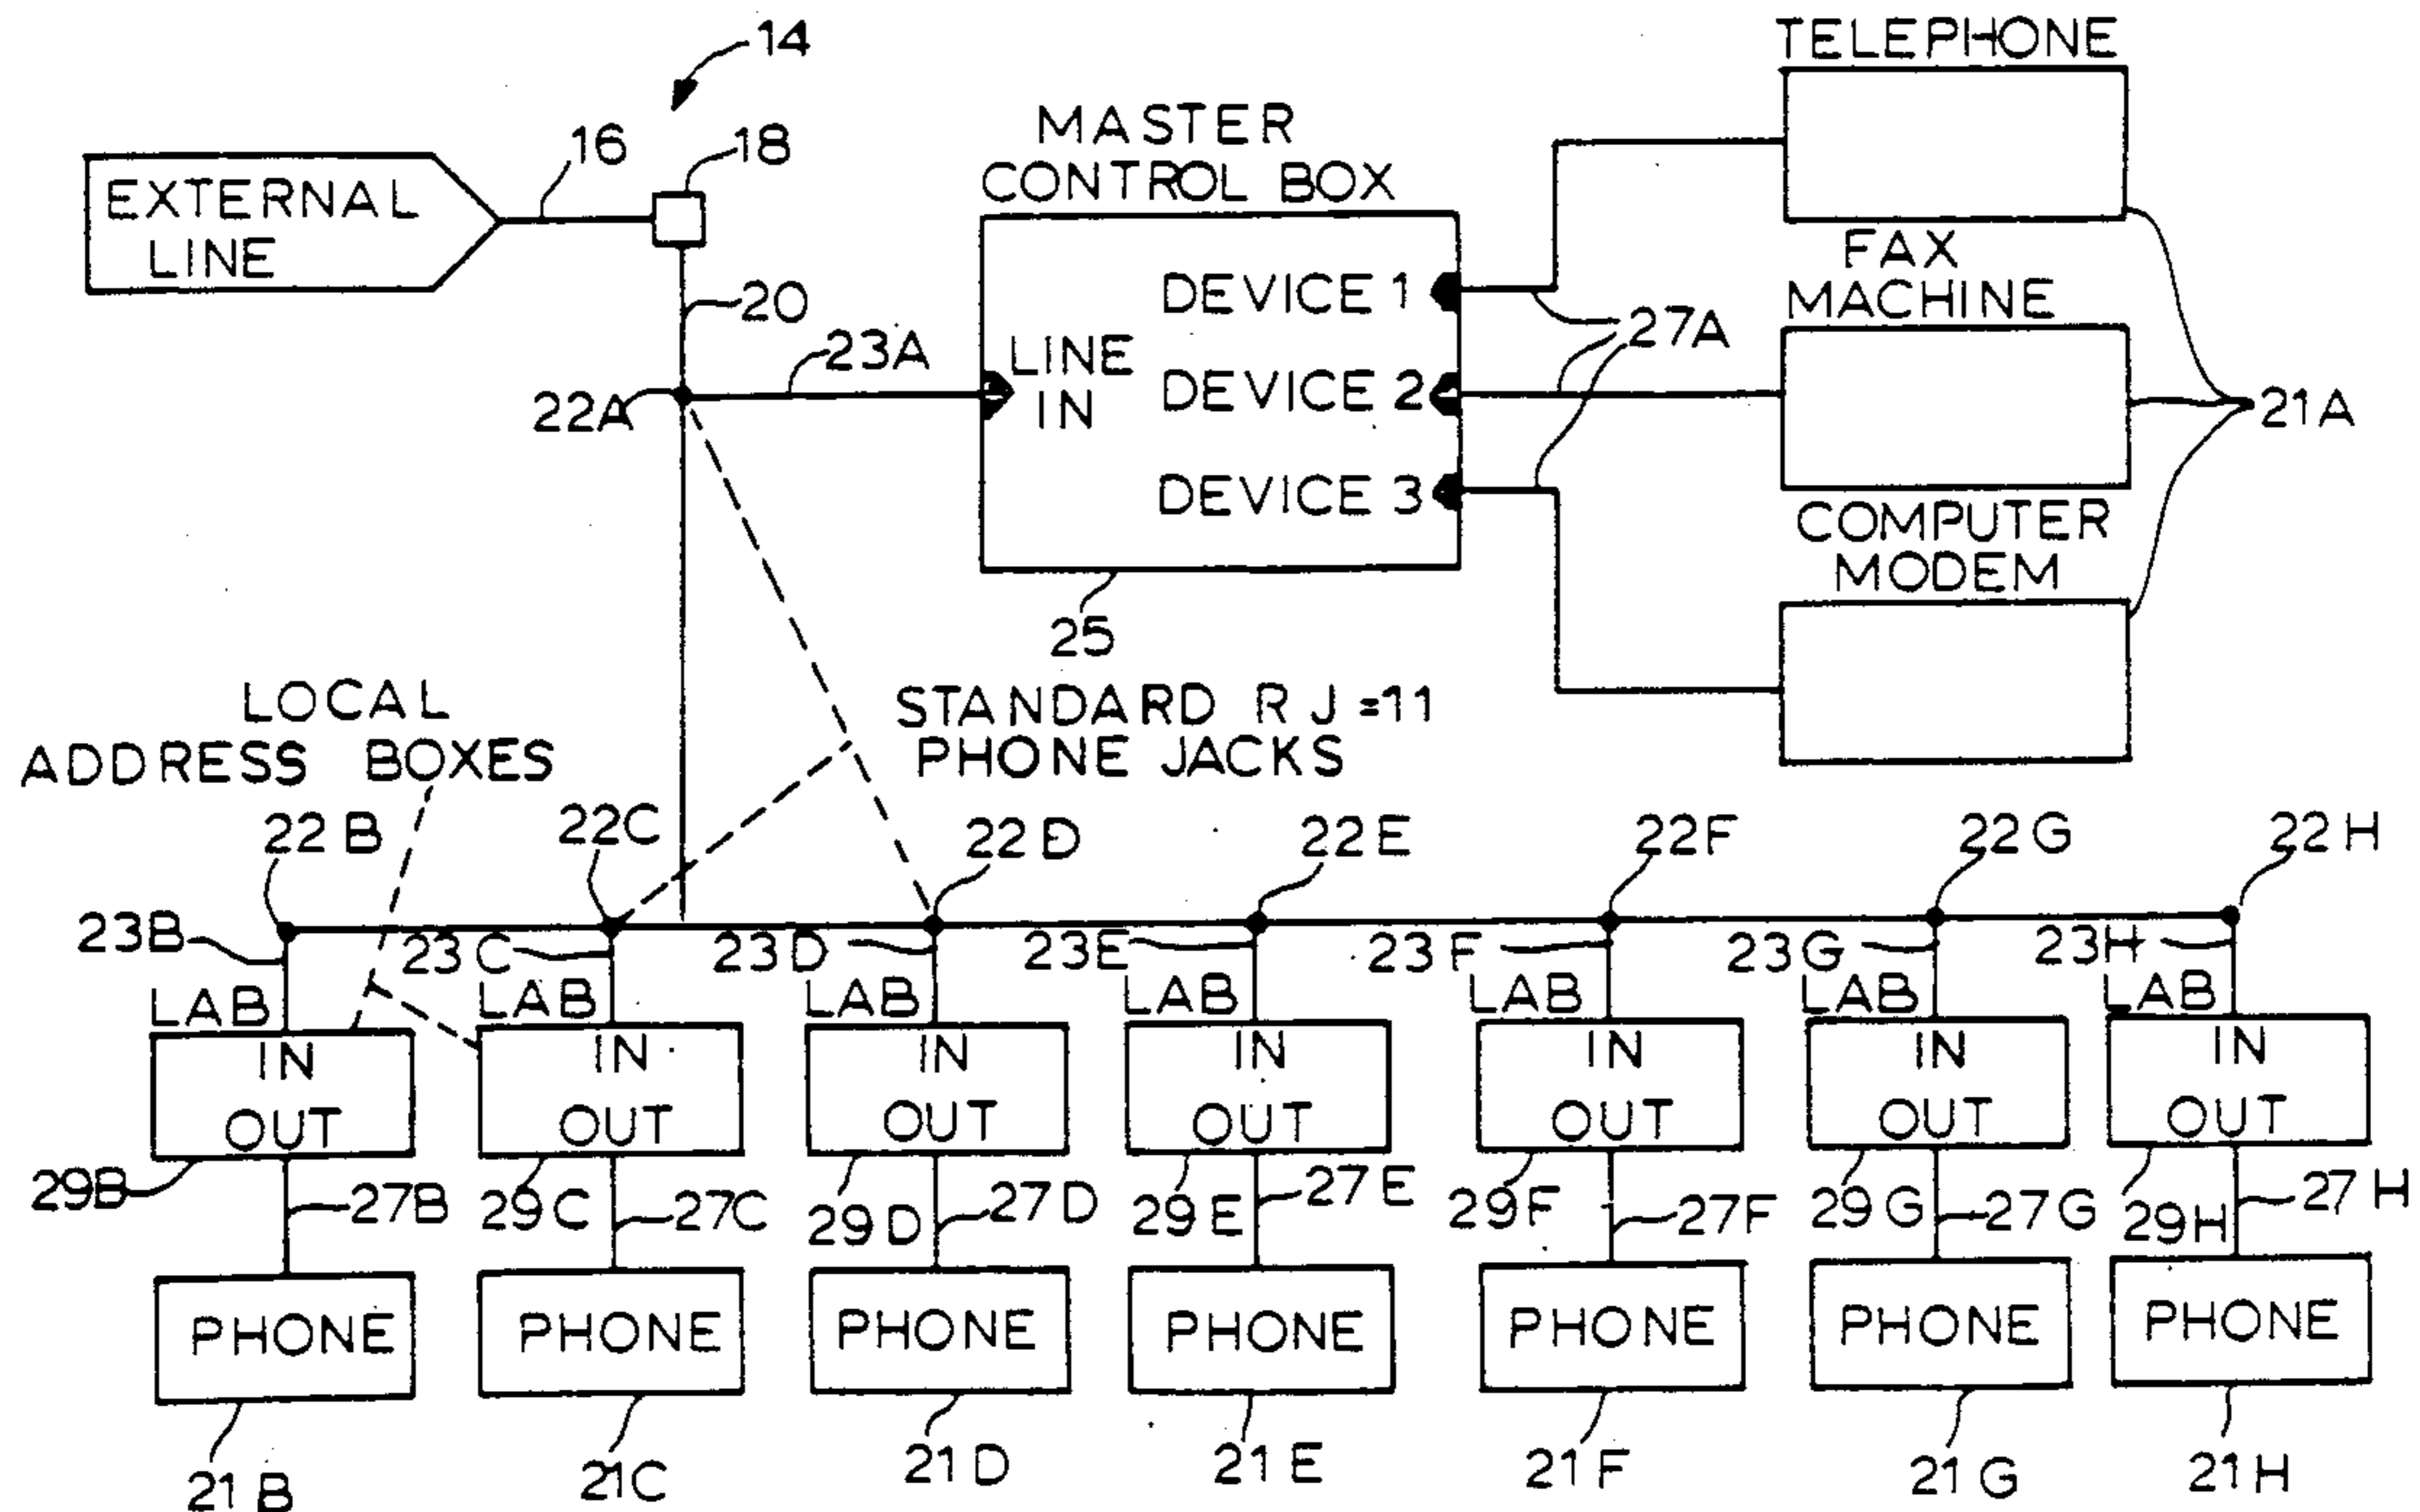 14
TELEPHONE
16
18
MASTER
CONTROL BOX
EXTERNAL
LINE
FAX
MACHINE
20
DEVICE 1
27A
23A
LINE
IN
DEVICE 2
22A
21A
DEVICE 3
COMPUTER
MODEM
25
LOCAL
ADDRESS BOXES
STANDARD RJ=11
PHONE JACKS
22B
22C
22D
22E
22F
22G
22H
23B
23C
23D
23E
23F
23G
23H
LAB
LAB
LAB
LAB
LAB
LAB
LAB
IN
IN
IN
IN
IN
IN
IN
OUT
OUT
OUT
OUT
OUT
OUT
OUT
29B
27B
29C
27C
29D
27D
29E
27E
29F
27F
29G
27G
29H
27H
PHONE
PHONE
PHONE
PHONE
PHONE
PHONE
PHONE
21B
21C
21D
21E
21F
21G
21H